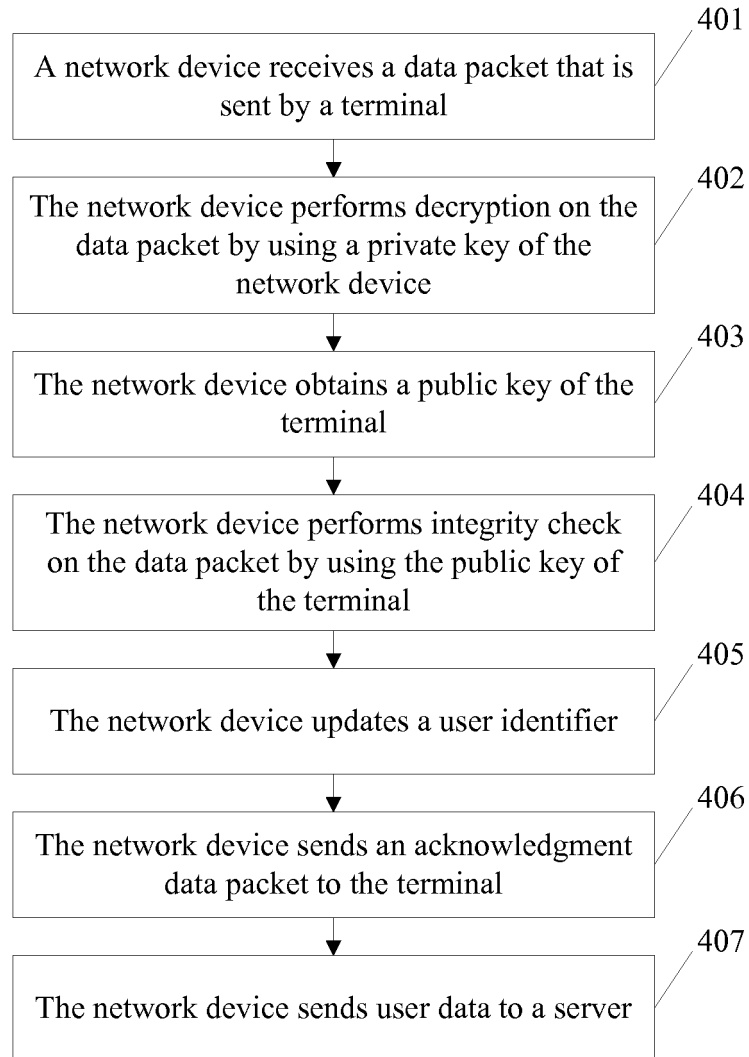 401
A network device receives a data packet that is
sent by a terminal
402
The network device performs decryption on the
data packet by using a private key of the
network device
403
The network device obtains a public key of the
terminal
404
The network device performs integrity check
on the data packet by using the public key of
the terminal
405
The network device updates a user identifier
406
The network device sends an acknowledgment
data packet to the terminal
407
The network device sends user data to a server